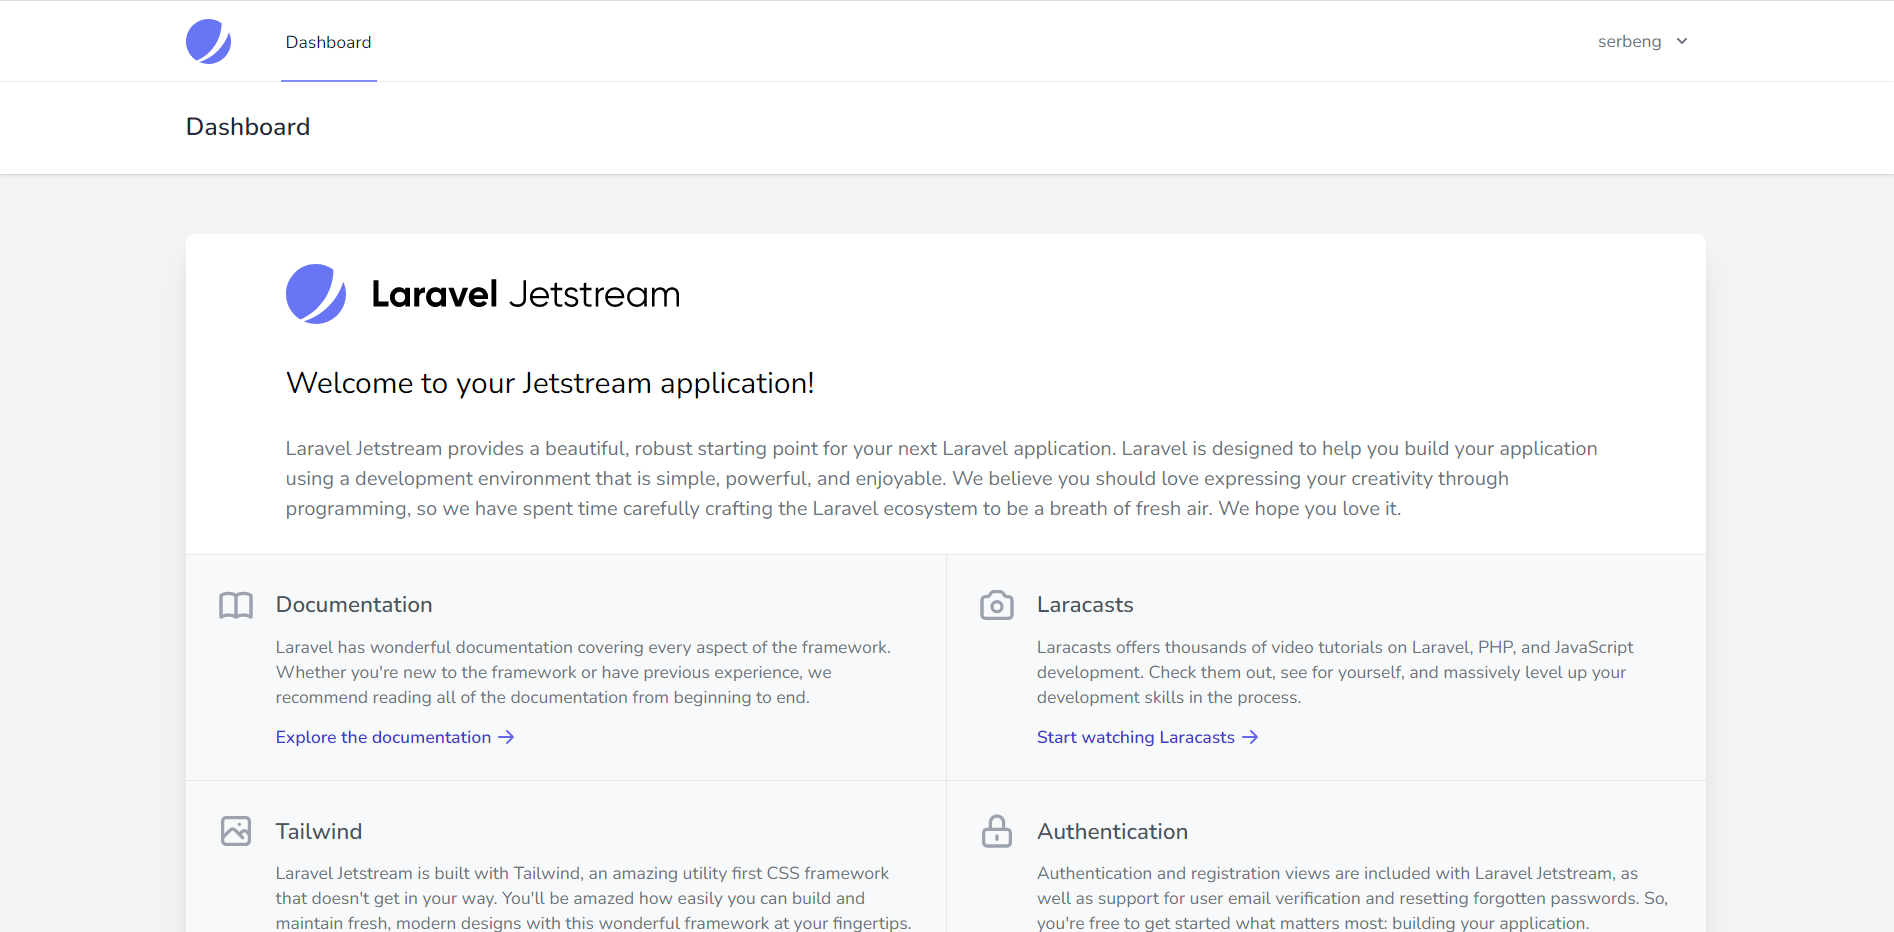 Dashboard
serbeng
Dashboard
Laravel Jetstream
Welcome to your Jetstream application!
Laravel Jetstream provides a beautiful, robust starting point for your next Laravel application. Laravel is designed to help you build your application
using a development environment that is simple, powerful, and enjoyable. We believe you should love expressing your creativity through
programming, so we have spent time carefully crafting the Laravel ecosystem to be a breath of fresh air. We hope you love it.
Documentation
Laravel has wonderful documentation covering every aspect of the framework.
Whether you're new to the framework or have previous experience, we
recommend reading all of the documentation from beginning to end.
Explore the documentation
Laracasts
Laracasts offers thousands of video tutorials on Laravel, PHP, and JavaScript
development. Check them out, see for yourself, and massively level up your
development skills in the process.
Start watching Laracasts
Tailwind
Laravel Jetstream is built with Tailwind, an amazing utility first CSS framework
that doesn't get in your way. You'll be amazed how easily you can build and
maintain fresh, modern designs with this wonderful framework at your fingertips.
Authentication
Authentication and registration views are included with Laravel Jetstream, as
well as support for user email verification and resetting forgotten passwords. So,
you're free to get started what matters most: building your application.